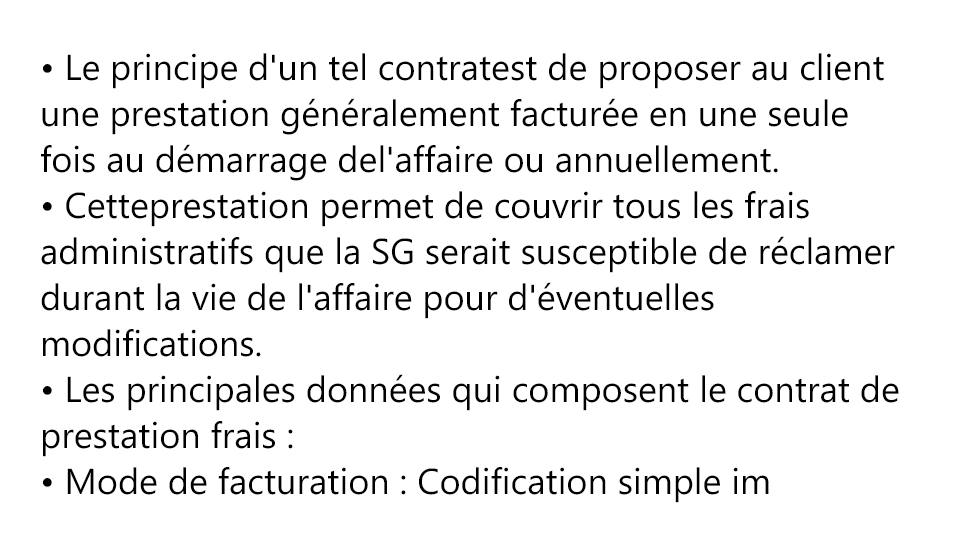 • Le principe d'un tel contratest de proposer au client
une prestation généralement facturée en une seule
fois au démarrage del'affaire ou annuellement.
• Cetteprestation permet de couvrir tous les frais
administratifs que la SG serait susceptible de réclamer
durant la vie de l'affaire pour d'éventuelles
modifications.
• Les principales données qui composent le contrat de
prestation frais :
• Mode de facturation : Codification simple im